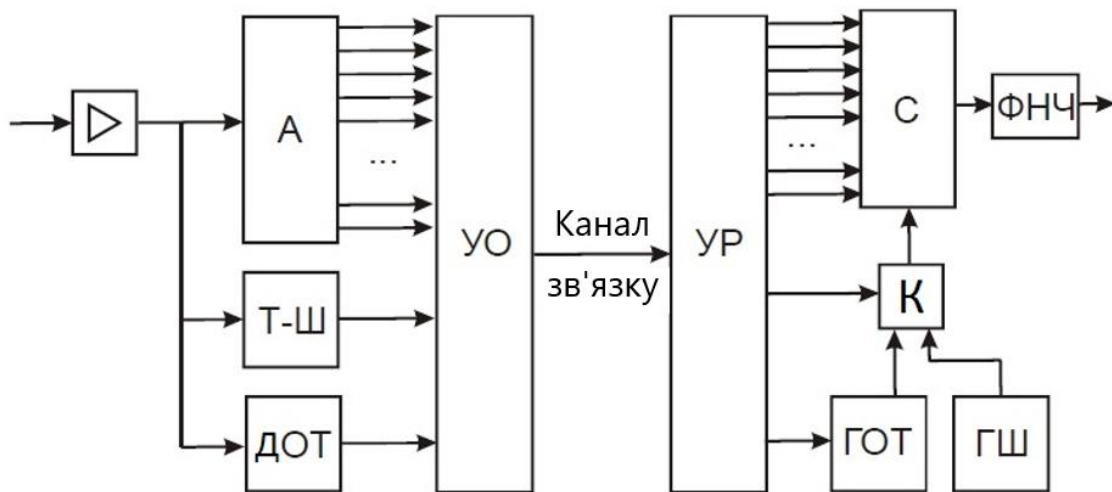 А
...
Т-Ш
ДОТ
УО
Канал
зв'язку
УР
...
С
ФНЧ
К
ГОТ
ГШ